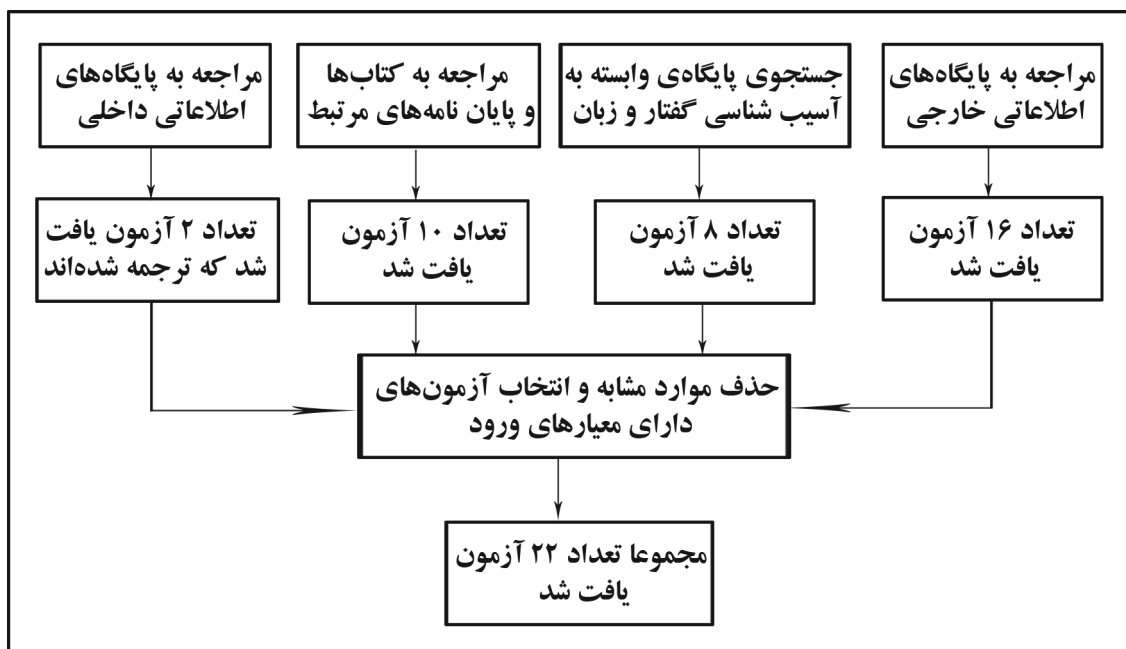 مراجعه به پایگاه‌های
اطلاعاتی خارجی
جستجوی پایگاه‌ی وابسته به
آسیب شناسی گفتار و زبان
مراجعه به کتاب‌ها
و پایان نامه‌های مرتبط
مراجعه به پایگاه‌های
اطلاعاتی داخلی
تعداد ۱۶ آزمون
یافت شد
تعداد ۸ آزمون
یافت شد
تعداد ۱۰ آزمون
یافت شد
تعداد ۲ آزمون یافت
شد که ترجمه شده‌اند
حذف موارد مشابه و انتخاب آزمون‌های
دارای معیارهای ورود
مجموعا تعداد ۲۲ آزمون
یافت شد